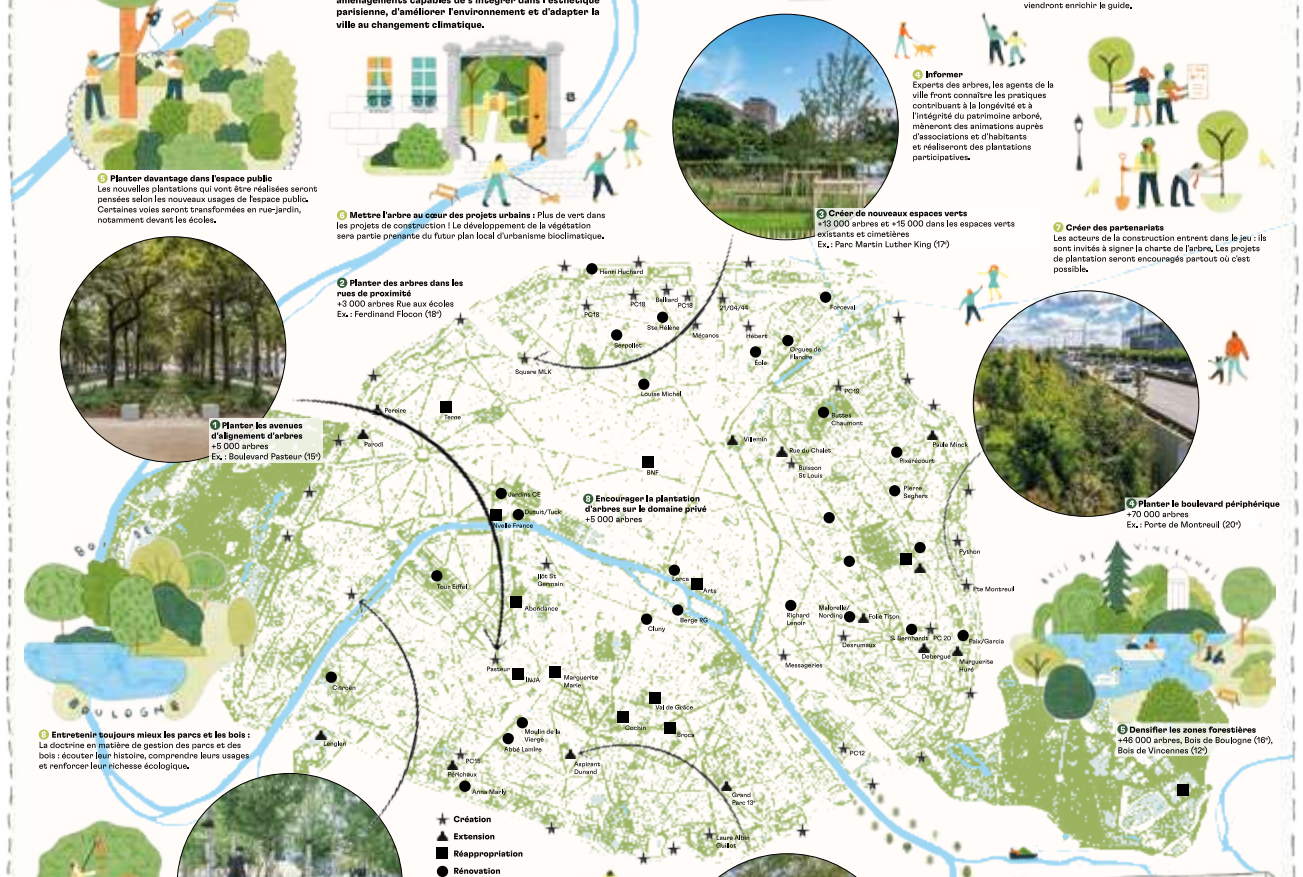 aménagements capables de s'intégrer dans l'esthétique
parisienne, d'améliorer l'environnement et d'adapter la
ville au changement climatique.
viendront enrichir le guide.
4 Informer
Experts des arbres, les agents de la
ville front connaître les pratiques
contribuant à la longévité et à
l'intégrité du patrimoine arboré,
mèneront des animations auprès
d'associations et d'habitants
et réaliseront des plantations
participatives.
5 Planter davantage dans l'espace public
Les nouvelles plantations qui vont être réalisées seront
pensées selon les nouveaux usages de l'espace public.
Certaines voies seront transformées en rue-jardin,
notamment devant les écoles.
6 Mettre l'arbre au cœur des projets urbains : Plus de vert dans
les projets de construction ! Le développement de la végétation
sera partie prenante du futur plan local d'urbanisme bioclimatique.
3 Créer de nouveaux espaces verts
+13 000 arbres et +15 000 dans les espaces verts
existants et cimetières
Ex. : Parc Martin Luther King (17e)
7 Créer des partenariats
Les acteurs de la construction entrent dans le jeu : ils
sont invités à signer la charte de l'arbre. Les projets
de plantation seront encouragés partout où c'est
possible.
2 Planter des arbres dans les
rues de proximité
+3 000 arbres Rue aux écoles
Ex. : Ferdinand Flocon (18e)
1 Planter les avenues
d'alignement d'arbres
+5 000 arbres
Ex. : Boulevard Pasteur (15e)
6 Encourager la plantation
d'arbres sur le domaine privé
+5 000 arbres
4 Planter le boulevard périphérique
+70 000 arbres
Ex. : Porte de Montreuil (20e)
Henri Huchard
PC18
Belliard
PC18
21/04/44
Forceval
Ste Hélène
Mécanos
Hébert
Serpollet
Éole
Orgues de
Flandre
Square MLK
Louise Michel
PC19
Buttes
Chaumont
Pereire
Terne
Parodi
Villemin
Rue du Chalet
Buisson
St Louis
Paule Minck
Pixérécourt
BNF
Pierre
Seghers
Jardins CE
Dutuit/Tuck
Nvelle France
Python
Pte Montreuil
Tour Eiffel
Ilôt St
Germain
Lorca
Arts
Abondance
Cluny
Berge RG
Richard
Lenoir
Malorelle/
Nording
Folie Titon
Desrumaux
St Bernhardt
PC 20
Debergue
Paix/Garcia
Marguerite
Huré
Messageries
Pasteur
INJA
Marguerite
Marie
Citroën
Val de Grâce
Cochin
Broca
Moulin de la
Vierge
Abbé Lemire
Lenglen
PC15
Périchaux
Aspirant
Dunand
Anna Marly
Grand
Parc 13e
Laure Albin
Guillot
PC12
BOIS DE
BOULOGNE
BOIS DE VINCENNES
8 Entretenir toujours mieux les parcs et les bois :
La doctrine en matière de gestion des parcs et des
bois : écouter leur histoire, comprendre leurs usages
et renforcer leur richesse écologique.
5 Densifier les zones forestières
+46 000 arbres, Bois de Boulogne (16e),
Bois de Vincennes (12e)
Création
Extension
Réappropriation
Rénovation